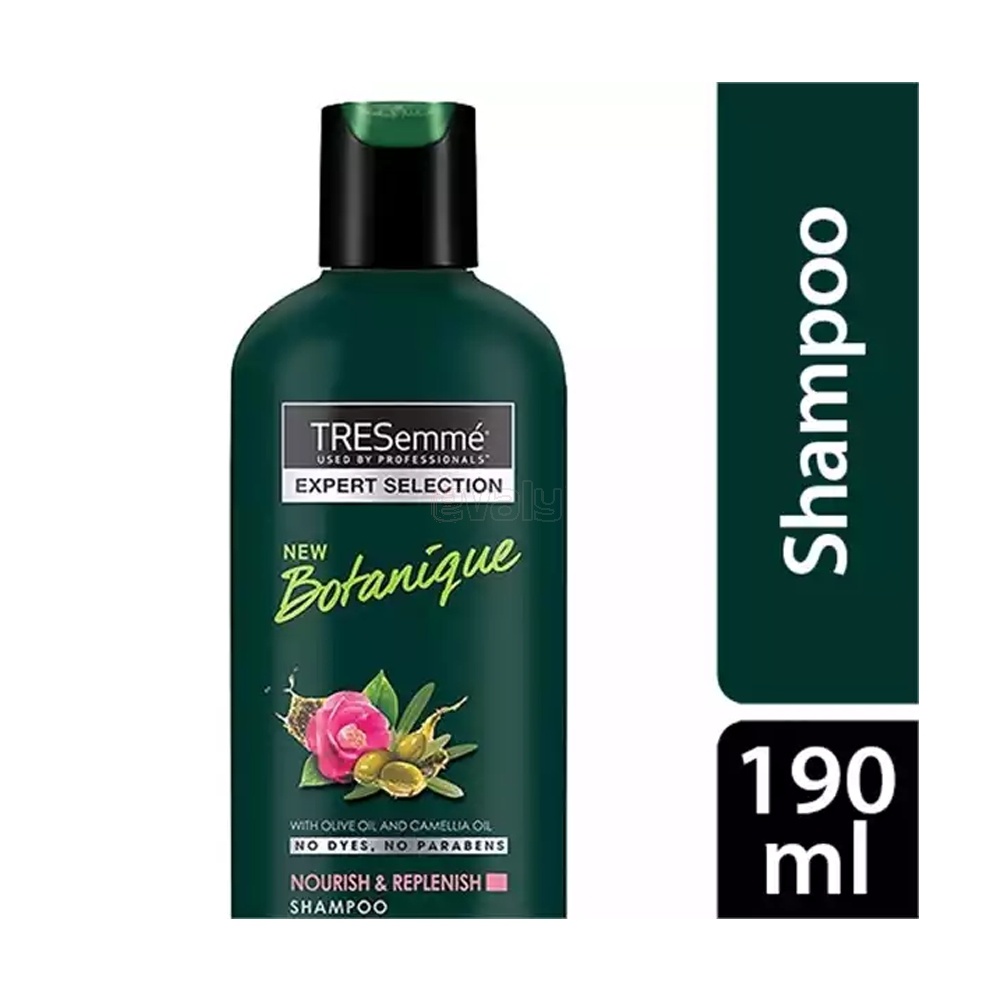 TRESemmé
USED BY PROFESSIONALS™
EXPERT SELECTION
evaly
NEW
Botanique
WITH OLIVE OIL AND CAMELLIA OIL
NO DYES, NO PARABENS
NOURISH & REPLENISH
SHAMPOO
Shampoo
190
ml